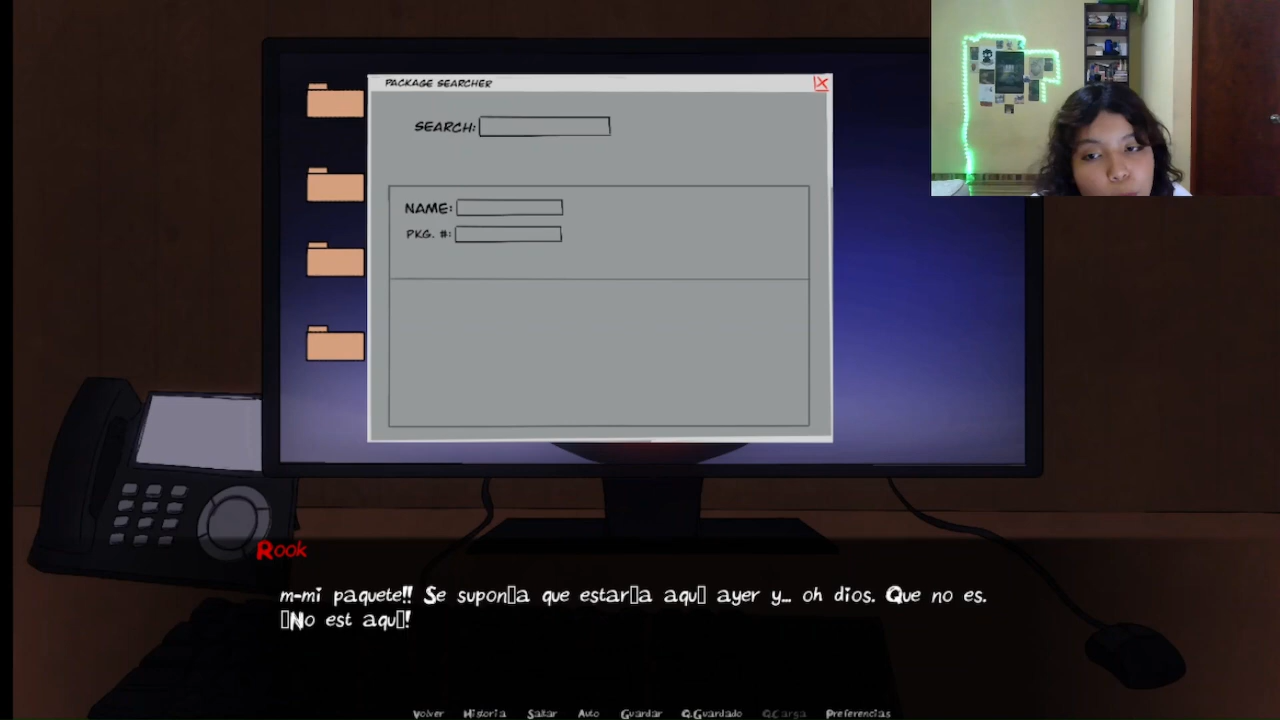 PACKAGE SEARCHER
SEARCH:
NAME:
PKG. #:
Rook
m-mi paquete!! Se supon▯a que estar▯a aqu▯ ayer y... oh dios. Que no es.
▯No est aqu▯!
Volver Historia Saltar Auto Guardar Q.Guardado Q.Carga Preferencias